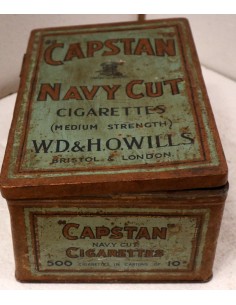 "CAPSTAN"
NAVY CUT
CIGARETTES
(MEDIUM STRENGTH)
W.D. & H.O. WILLS
BRISTOL & LONDON.
"CAPSTAN"
NAVY CUT
CIGARETTES
500